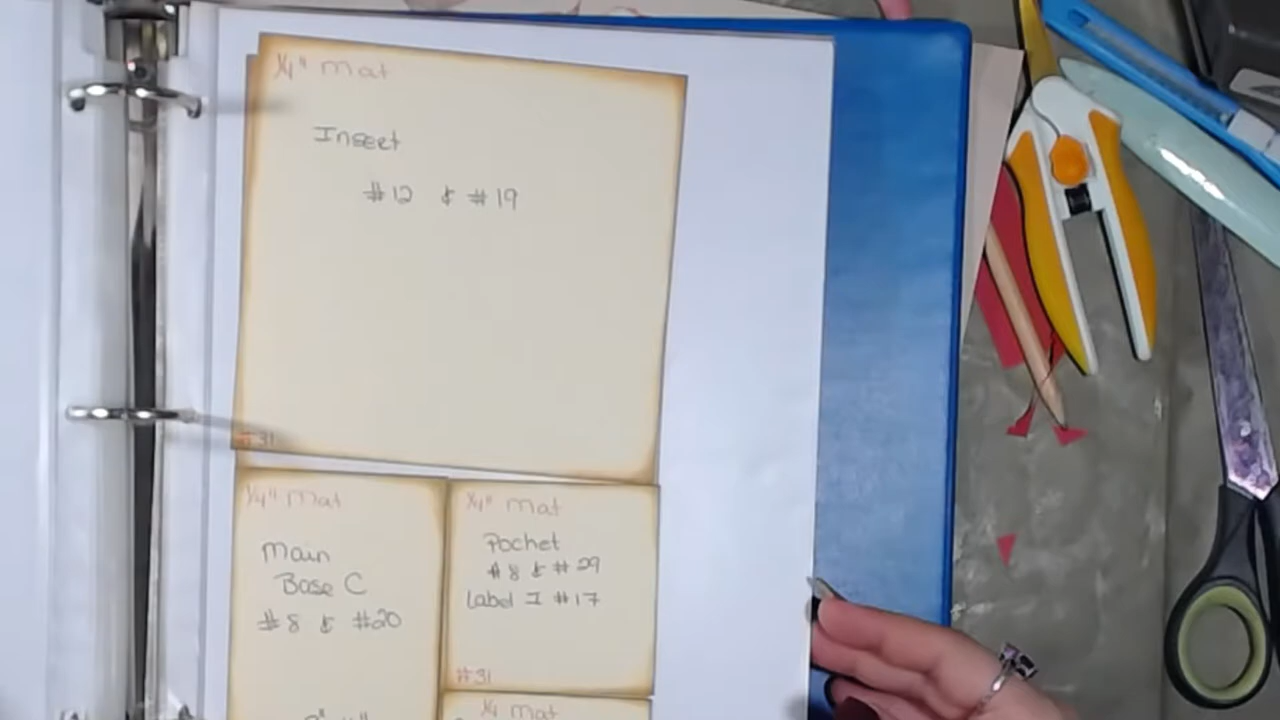 1/4" Mat
Insert
#12 & #19
#31
1/4" Mat
Main
Base C
#8 & #20
1/4" Mat
Pocket
#8 & #29
Label I #17
#31
1/4 Mat